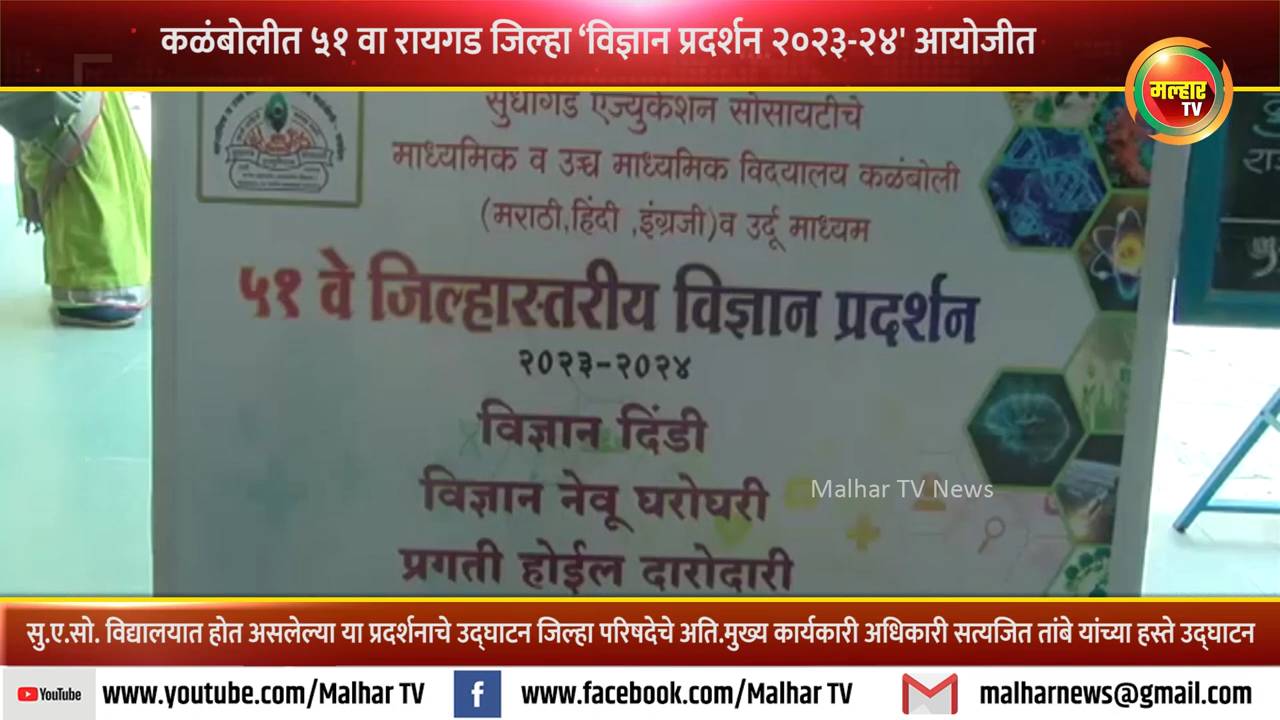 कळंबोलीत ५१ वा रायगड जिल्हा ‘विज्ञान प्रदर्शन २०२३-२४' आयोजीत
मल्हार
TV
सुधागड एज्युकेशन सोसायटीचे
माध्यमिक व उच्च माध्यमिक विदयालय कळंबोली
(मराठी,हिंदी ,इंग्रजी)व उर्दू माध्यम
५१ वे जिल्हास्तरीय विज्ञान प्रदर्शन
२०२३-२०२४
विज्ञान दिंडी
विज्ञान नेवू घरोघरी
Malhar TV News
प्रगती होईल दारोदारी
सु.ए.सो. विद्यालयात होत असलेल्या या प्रदर्शनाचे उद्घाटन जिल्हा परिषदेचे अति.मुख्य कार्यकारी अधिकारी सत्यजित तांबे यांच्या हस्ते उद्घाटन
YouTube www.youtube.com/Malhar TV f www.facebook.com/Malhar TV malharnews@gmail.com